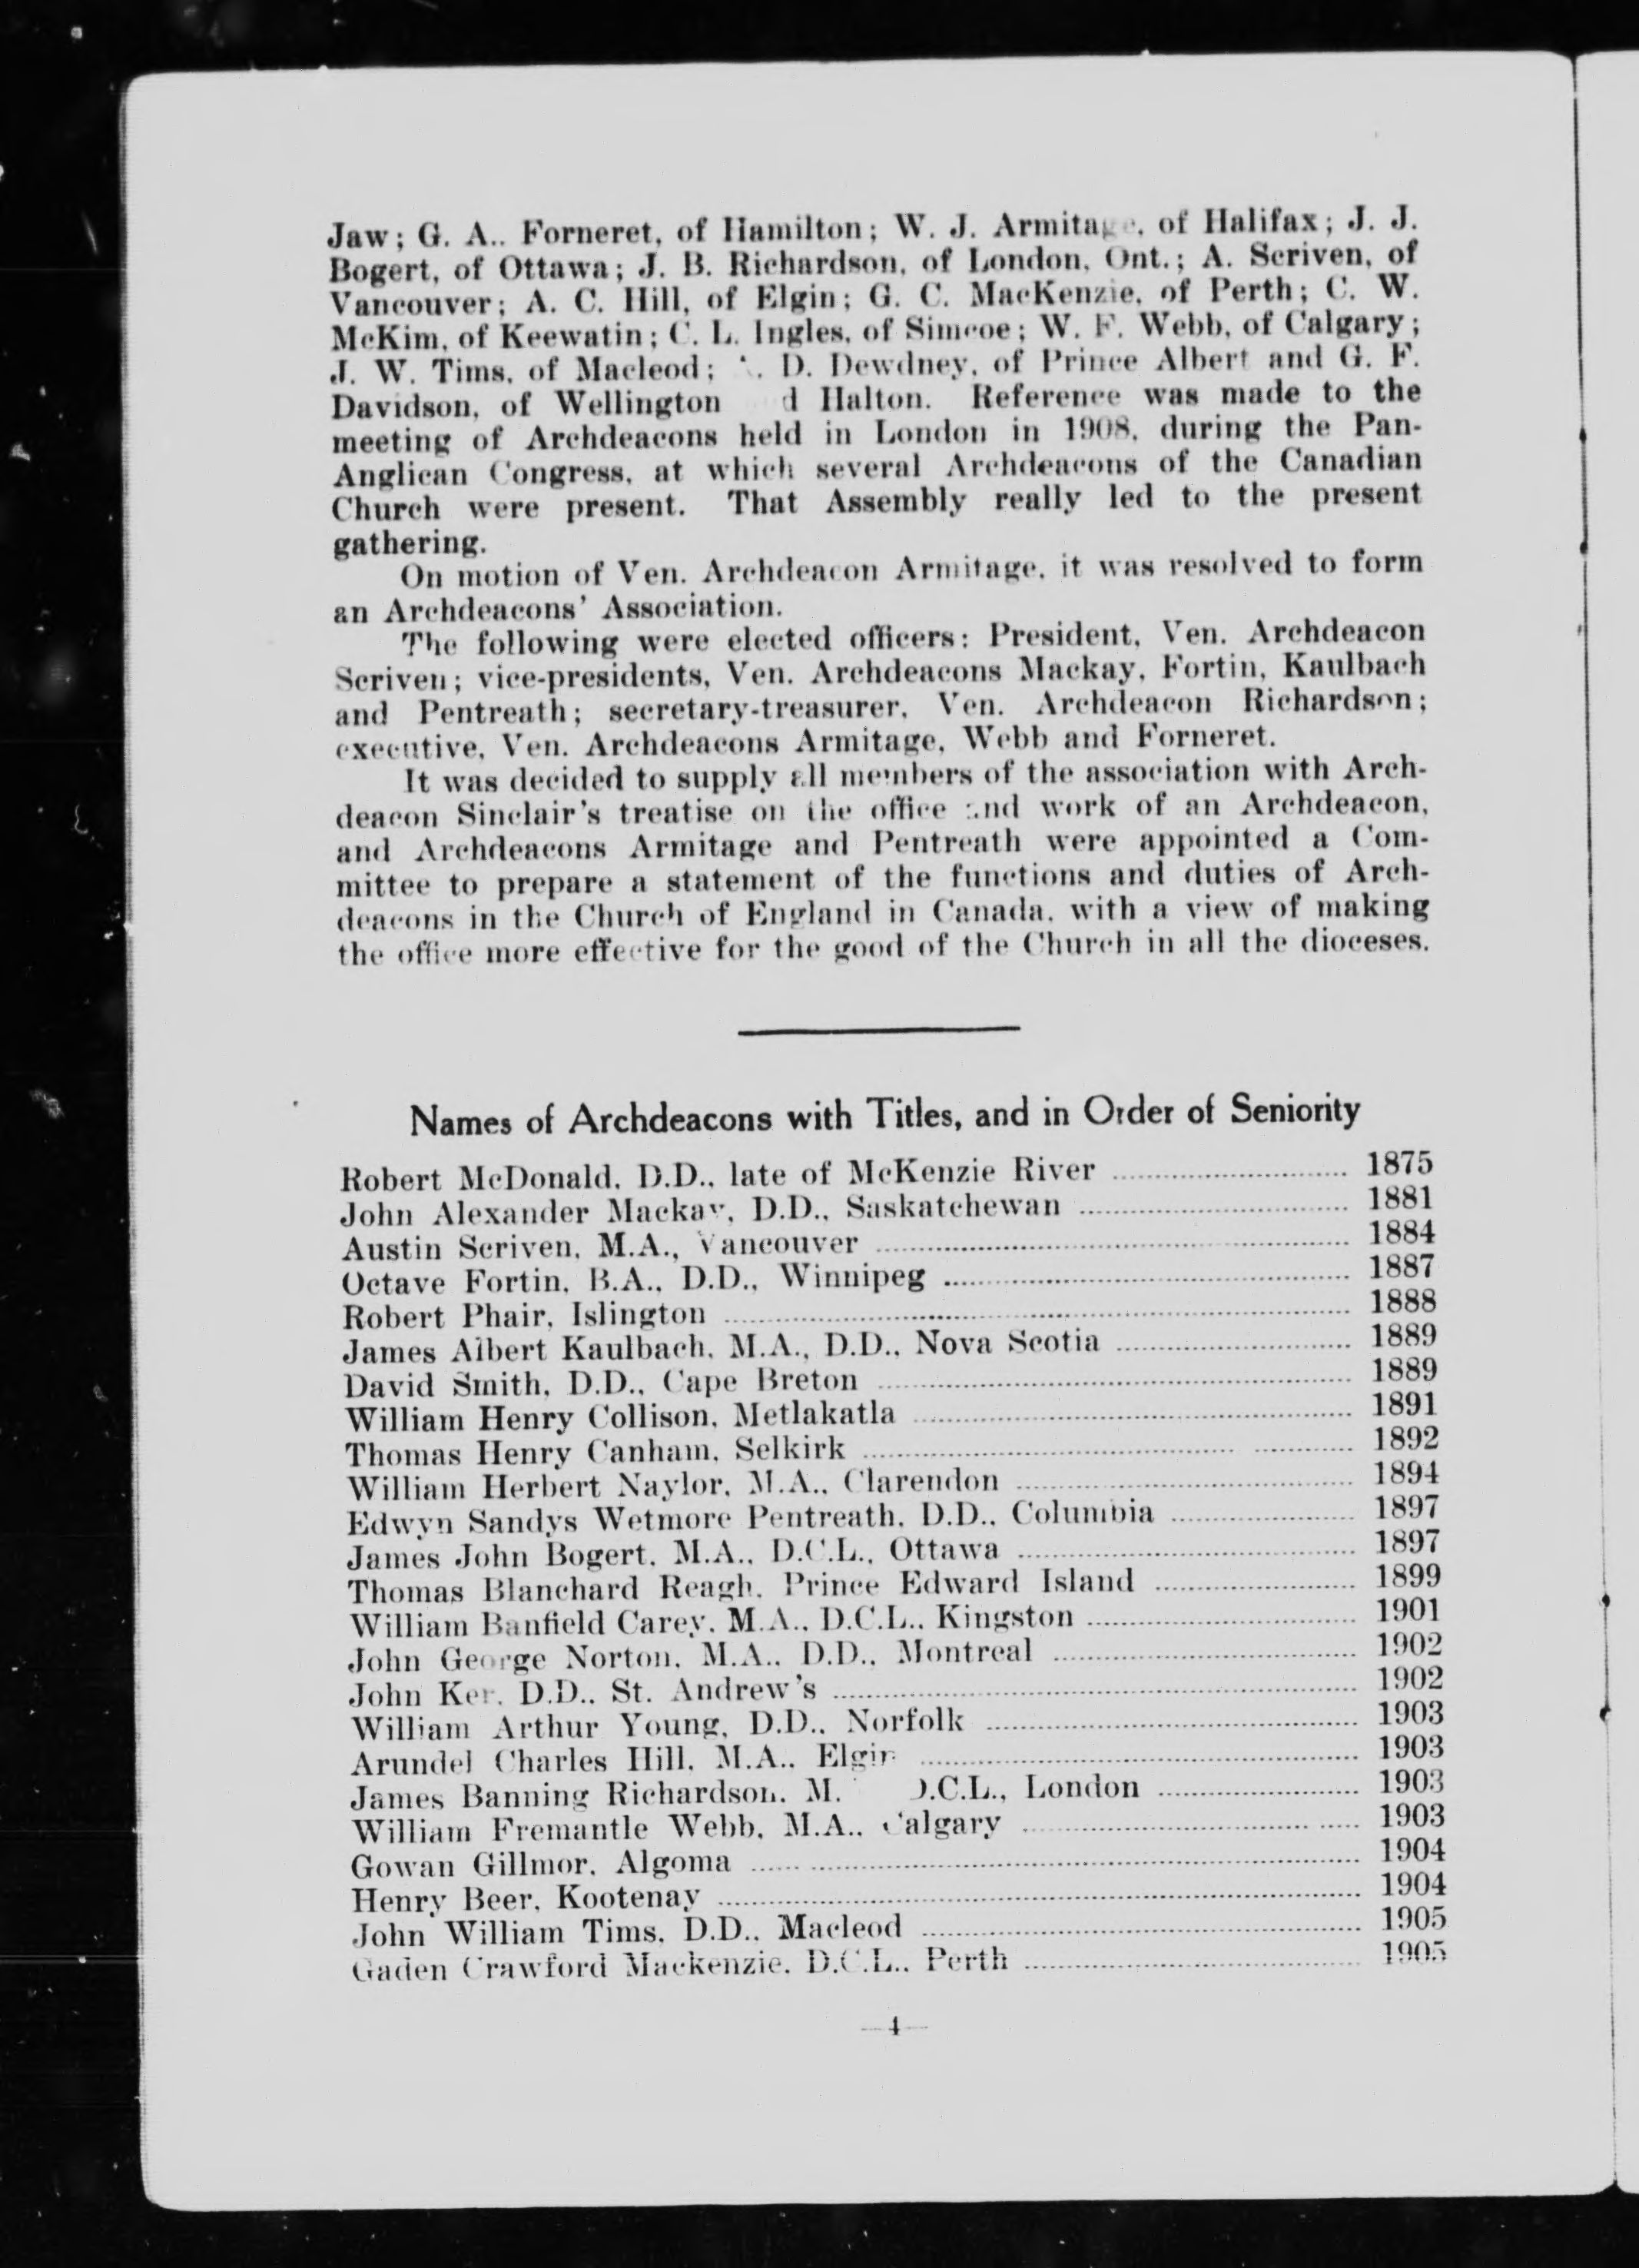 Jaw; G. A.. Forneret, of Hamilton; W. J. Armitage, of Halifax; J. J.
Bogert, of Ottawa; J. B. Richardson, of London, Ont.; A. Scriven, of
Vancouver; A. C. Hill, of Elgin; G. C. MacKenzie, of Perth; C. W.
McKim, of Keewatin; C. L. Ingles, of Simcoe; W. F. Webb, of Calgary;
J. W. Tims, of Macleod; D. Dewdney, of Prince Albert and G. F.
Davidson, of Wellington Halton. Reference was made to the
meeting of Archdeacons held in London in 1908, during the Pan-
Anglican Congress, at which several Archdeacons of the Canadian
Church were present. That Assembly really led to the present
gathering.
On motion of Ven. Archdeacon Armitage, it was resolved to form
an Archdeacons' Association.
The following were elected officers: President, Ven. Archdeacon
Scriven; vice-presidents, Ven. Archdeacons Mackay, Fortin, Kaulbach
and Pentreath; secretary-treasurer, Ven. Archdeacon Richardson;
executive, Ven. Archdeacons Armitage, Webb and Forneret.
It was decided to supply all members of the association with Arch-
deacon Sinclair's treatise on the office and work of an Archdeacon,
and Archdeacons Armitage and Pentreath were appointed a Com-
mittee to prepare a statement of the functions and duties of Arch-
deacons in the Church of England in Canada, with a view of making
the office more effective for the good of the Church in all the dioceses.
Names of Archdeacons with Titles, and in Order of Seniority
Robert McDonald, D.D., late of McKenzie River 1875
John Alexander Mackay, D.D., Saskatchewan 1881
Austin Scriven, M.A., Vancouver 1884
Octave Fortin, B.A., D.D., Winnipeg 1887
Robert Phair, Islington 1888
James Albert Kaulbach, M.A., D.D., Nova Scotia 1889
David Smith, D.D., Cape Breton 1889
William Henry Collison, Metlakatla 1891
Thomas Henry Canham, Selkirk 1892
William Herbert Naylor, M.A., Clarendon 1894
Edwyn Sandys Wetmore Pentreath, D.D., Columbia 1897
James John Bogert, M.A., D.C.L., Ottawa 1897
Thomas Blanchard Reagh, Prince Edward Island 1899
William Banfield Carey, M.A., D.C.L., Kingston 1901
John George Norton, M.A., D.D., Montreal 1902
John Ker, D.D., St. Andrew's 1902
William Arthur Young, D.D., Norfolk 1903
Arundel Charles Hill, M.A., Elgin 1903
James Banning Richardson, M. D.C.L., London 1903
William Fremantle Webb, M.A., Calgary 1903
Gowan Gillmor, Algoma 1904
Henry Beer, Kootenay 1904
John William Tims, D.D., Macleod 1905
Gaden Crawford Mackenzie, D.C.L., Perth 1905
—4—